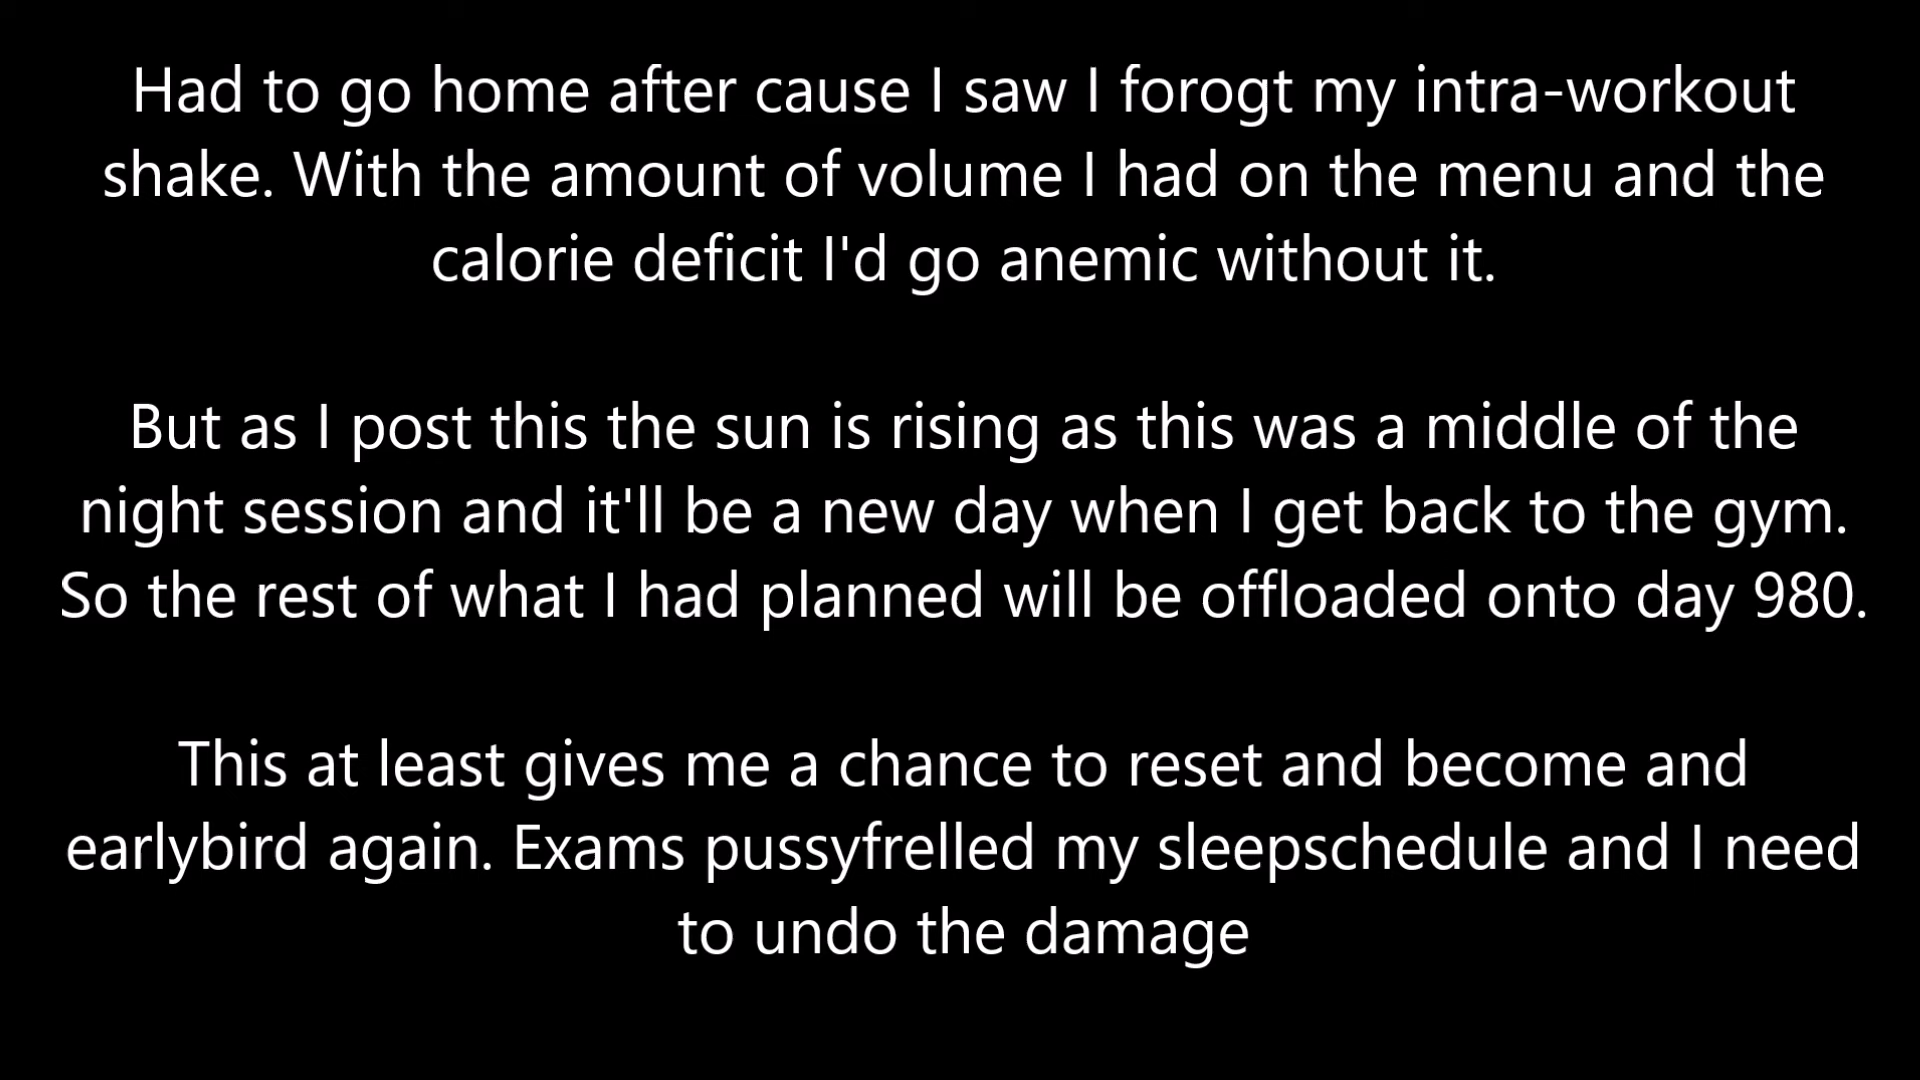 Had to go home after cause I saw I forogt my intra-workout
shake. With the amount of volume I had on the menu and the
calorie deficit I'd go anemic without it.
But as I post this the sun is rising as this was a middle of the
night session and it'll be a new day when I get back to the gym.
So the rest of what I had planned will be offloaded onto day 980.
This at least gives me a chance to reset and become and
earlybird again. Exams pussyfrelled my sleepschedule and I need
to undo the damage